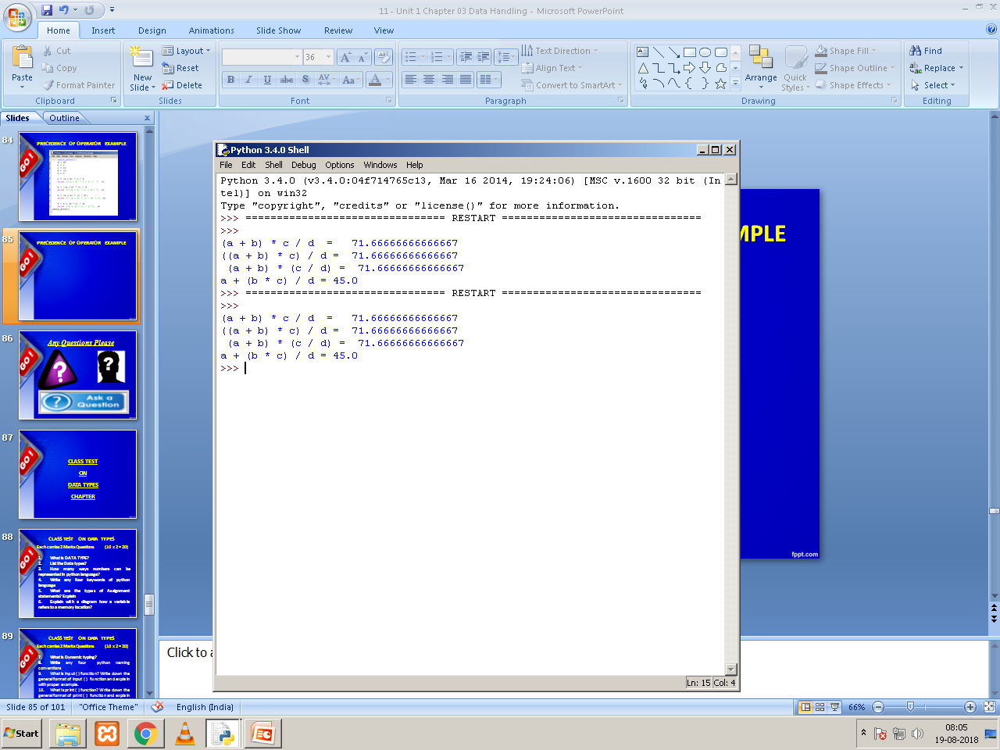 11 - Unit 1 Chapter 03 Data Handling - Microsoft PowerPoint
Home Insert Design Animations Slide Show Review View
Paste
Cut
Copy
Format Painter
Clipboard
New Slide
Layout
Reset
Delete
Slides
36
B I U abc S AV Aa A
Font
Text Direction
Align Text
Convert to SmartArt
Paragraph
Arrange
Quick Styles
Shape Fill
Shape Outline
Shape Effects
Drawing
Find
Replace
Select
Editing
Slides Outline
84
PRECEDENCE OF OPERATOR EXAMPLE
GO!
85
PRECEDENCE OF OPERATOR EXAMPLE
GO!
86
Any Questions Please
GO!
Ask a
Question
87
GO!
CLASS TEST
ON
DATA TYPES
CHAPTER
88
CLASS TEST ON DATA TYPES
Each carries 2 Marks Questions (10 x 2 = 20)
GO!
1. What is DATA TYPE?
2. List the Data types?
3. How many ways numbers can be
represented in python language?
4. Write any four keywords of python
language
5. What are the types of Assignment
statements? Explain
6. Explain with a diagram how a variable
refers to a memory location?
89
CLASS TEST ON DATA TYPES
Each carries 2 Marks Questions (10 x 2 = 20)
GO!
7. What is Dynamic typing?
8. Write any four python naming
conventions
9. What is input ( ) function? Write down the
general format of input ( ) function and explain
with proper example.
10. What is print ( ) function? Write down the
general format of print ( ) function and explain
Python 3.4.0 Shell
File Edit Shell Debug Options Windows Help
Python 3.4.0 (v3.4.0:04f714765c13, Mar 16 2014, 19:24:06) [MSC v.1600 32 bit (In
tel)] on win32
Type "copyright", "credits" or "license()" for more information.
>>> ================================ RESTART ================================
>>>
(a + b) * c / d  =   71.66666666666667
((a + b) * c) / d =  71.66666666666667
 (a + b) * (c / d) =  71.66666666666667
a + (b * c) / d = 45.0
>>> ================================ RESTART ================================
>>>
(a + b) * c / d  =   71.66666666666667
((a + b) * c) / d =  71.66666666666667
 (a + b) * (c / d) =  71.66666666666667
a + (b * c) / d = 45.0
>>>
Ln: 15 Col: 4
MPLE
fppt.com
Click to a
Slide 85 of 101 "Office Theme" English (India) 66%
Start
08:05
19-08-2018